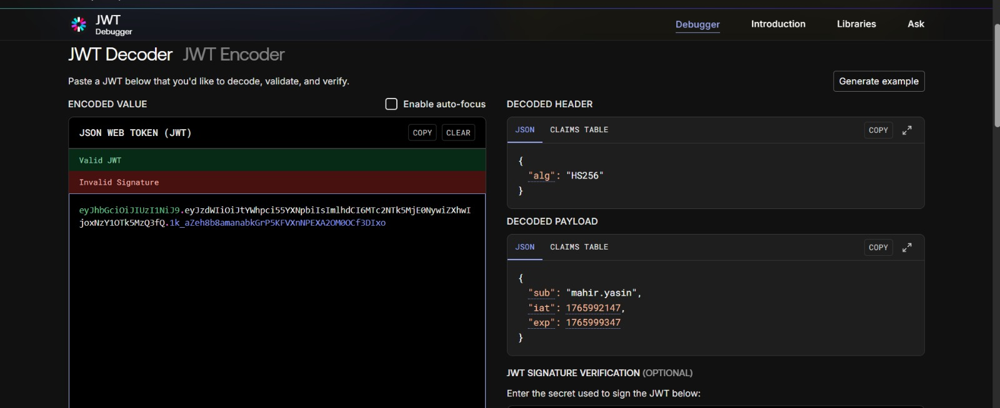 JWT
Debugger
Debugger
Introduction
Libraries
Ask
JWT Decoder JWT Encoder
Paste a JWT below that you'd like to decode, validate, and verify.
Generate example
ENCODED VALUE
Enable auto-focus
JSON WEB TOKEN (JWT)
COPY
CLEAR
Valid JWT
Invalid Signature
eyJhbGciOiJIUzI1NiJ9.eyJzdWIiOiJtYWhpci55YXNpbiIsImlhdCI6MTc2NTk5MjE0NywiZXhwI
joxNzY1OTk5MzQ3fQ.1k_aZeh8b8amanabkGrP5KFVXnNPEXA2OM0OCf3DIxo
DECODED HEADER
JSON
CLAIMS TABLE
COPY
{
"alg": "HS256"
}
DECODED PAYLOAD
JSON
CLAIMS TABLE
COPY
{
"sub": "mahir.yasin",
"iat": 1765992147,
"exp": 1765999347
}
JWT SIGNATURE VERIFICATION (OPTIONAL)
Enter the secret used to sign the JWT below: